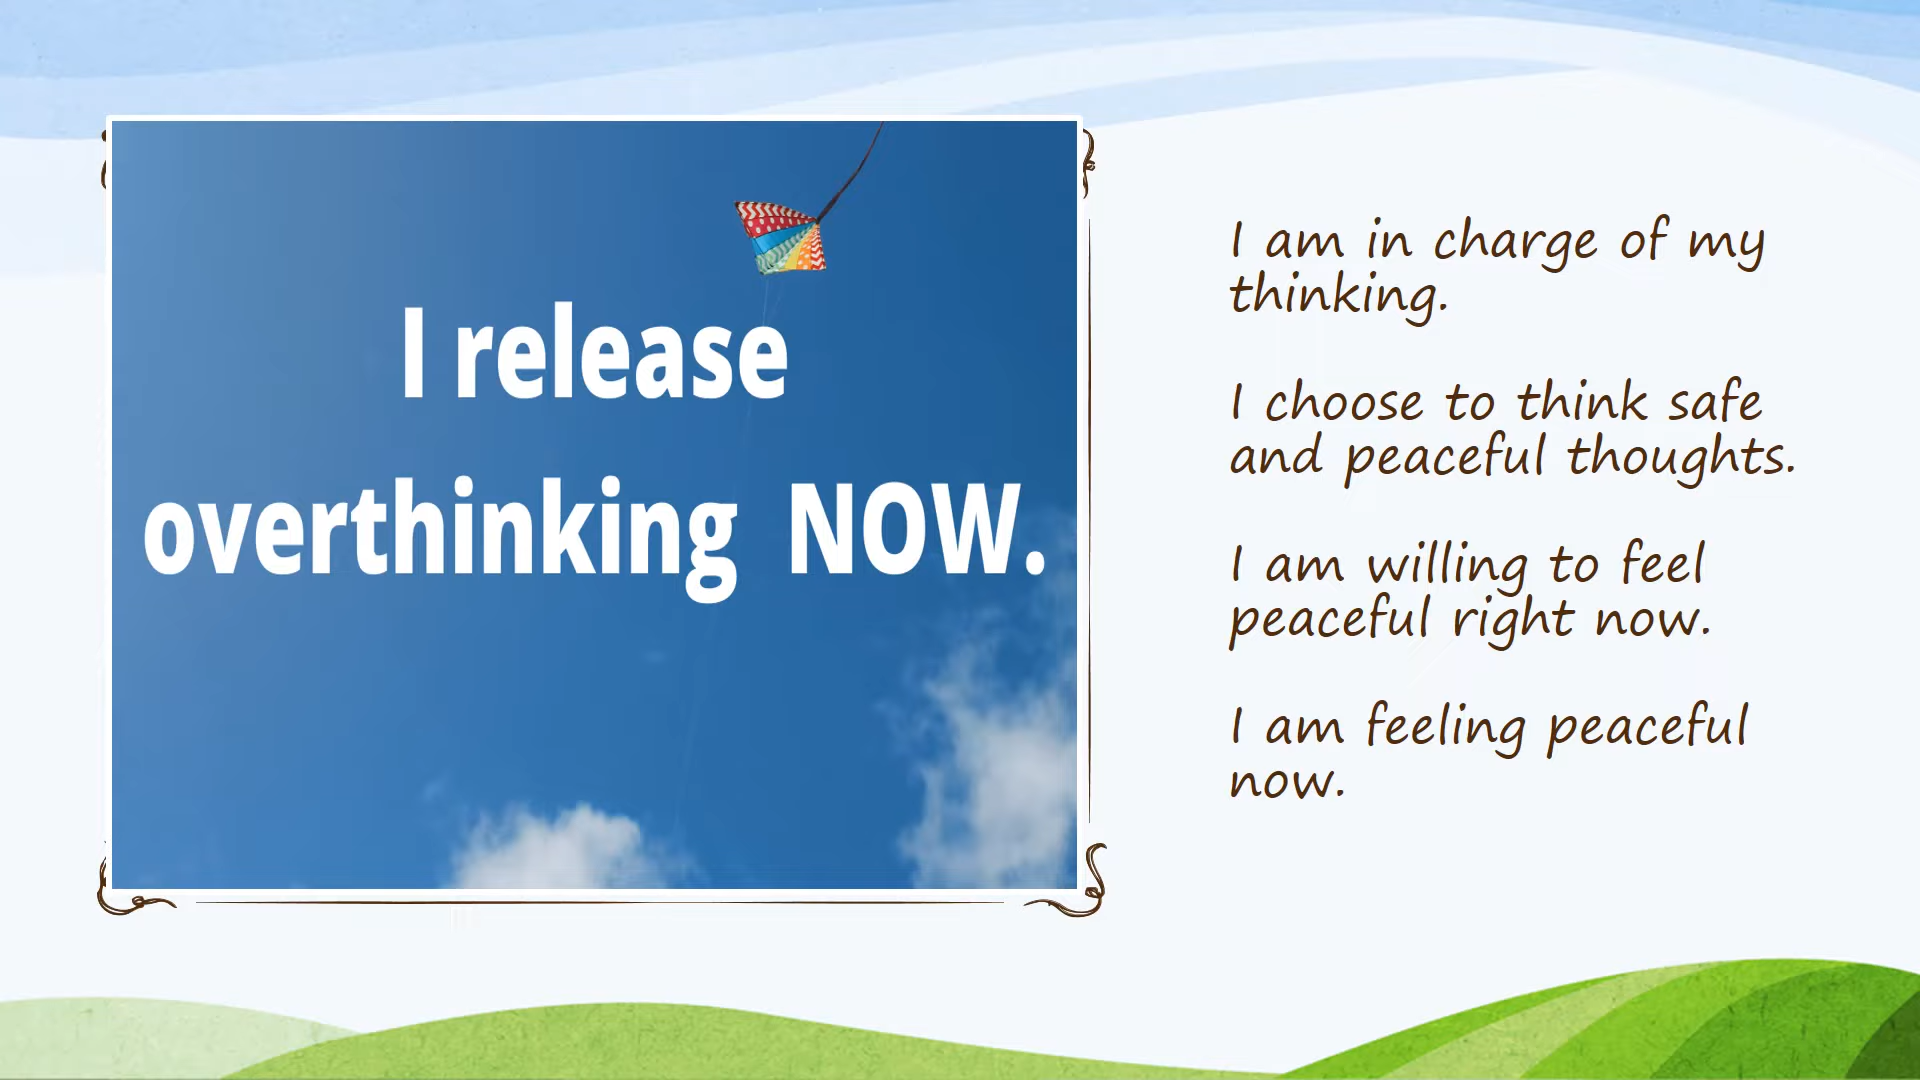 I release
overthinking NOW.
I am in charge of my
thinking.
I choose to think safe
and peaceful thoughts.
I am willing to feel
peaceful right now.
I am feeling peaceful
now.